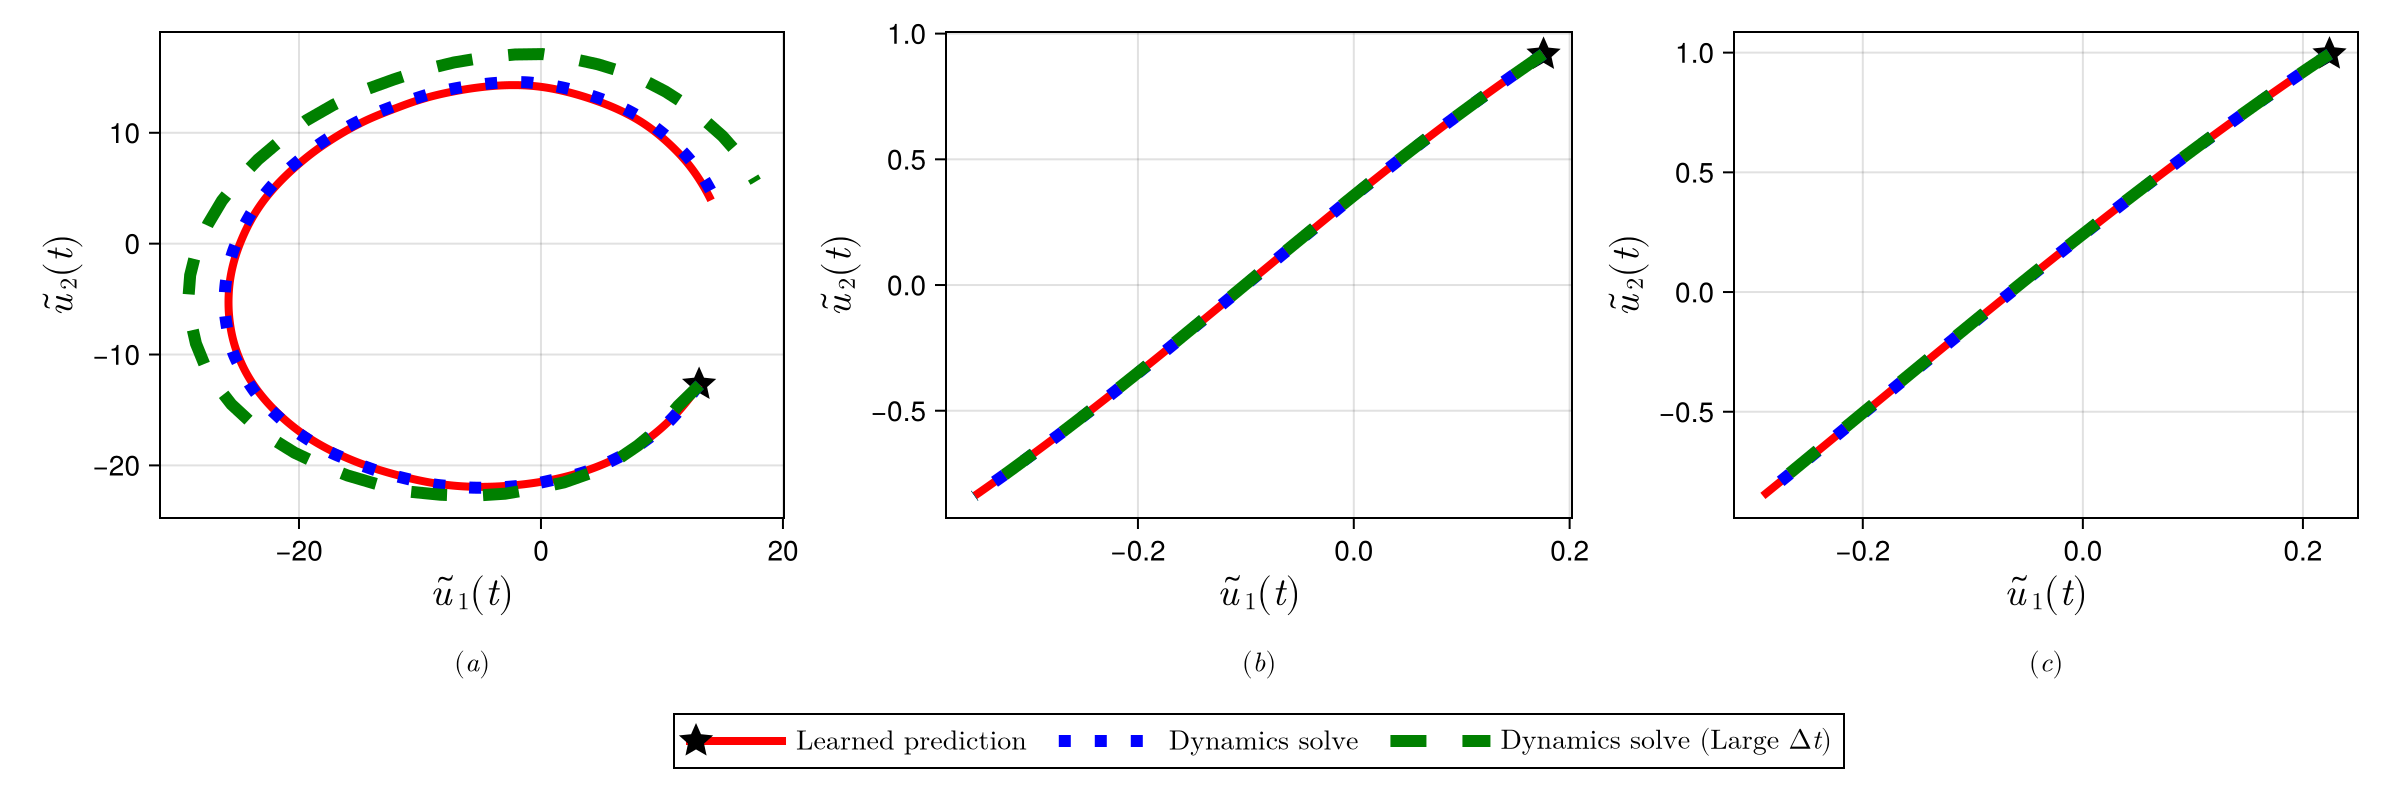 10
0
−10
−20
−20 0 20
ũ₂(t)
ũ₁(t)
(a)
1.0
0.5
0.0
−0.5
−0.2 0.0 0.2
ũ₂(t)
ũ₁(t)
(b)
1.0
0.5
0.0
−0.5
−0.2 0.0 0.2
ũ₂(t)
ũ₁(t)
(c)
Learned prediction Dynamics solve Dynamics solve (Large Δt)